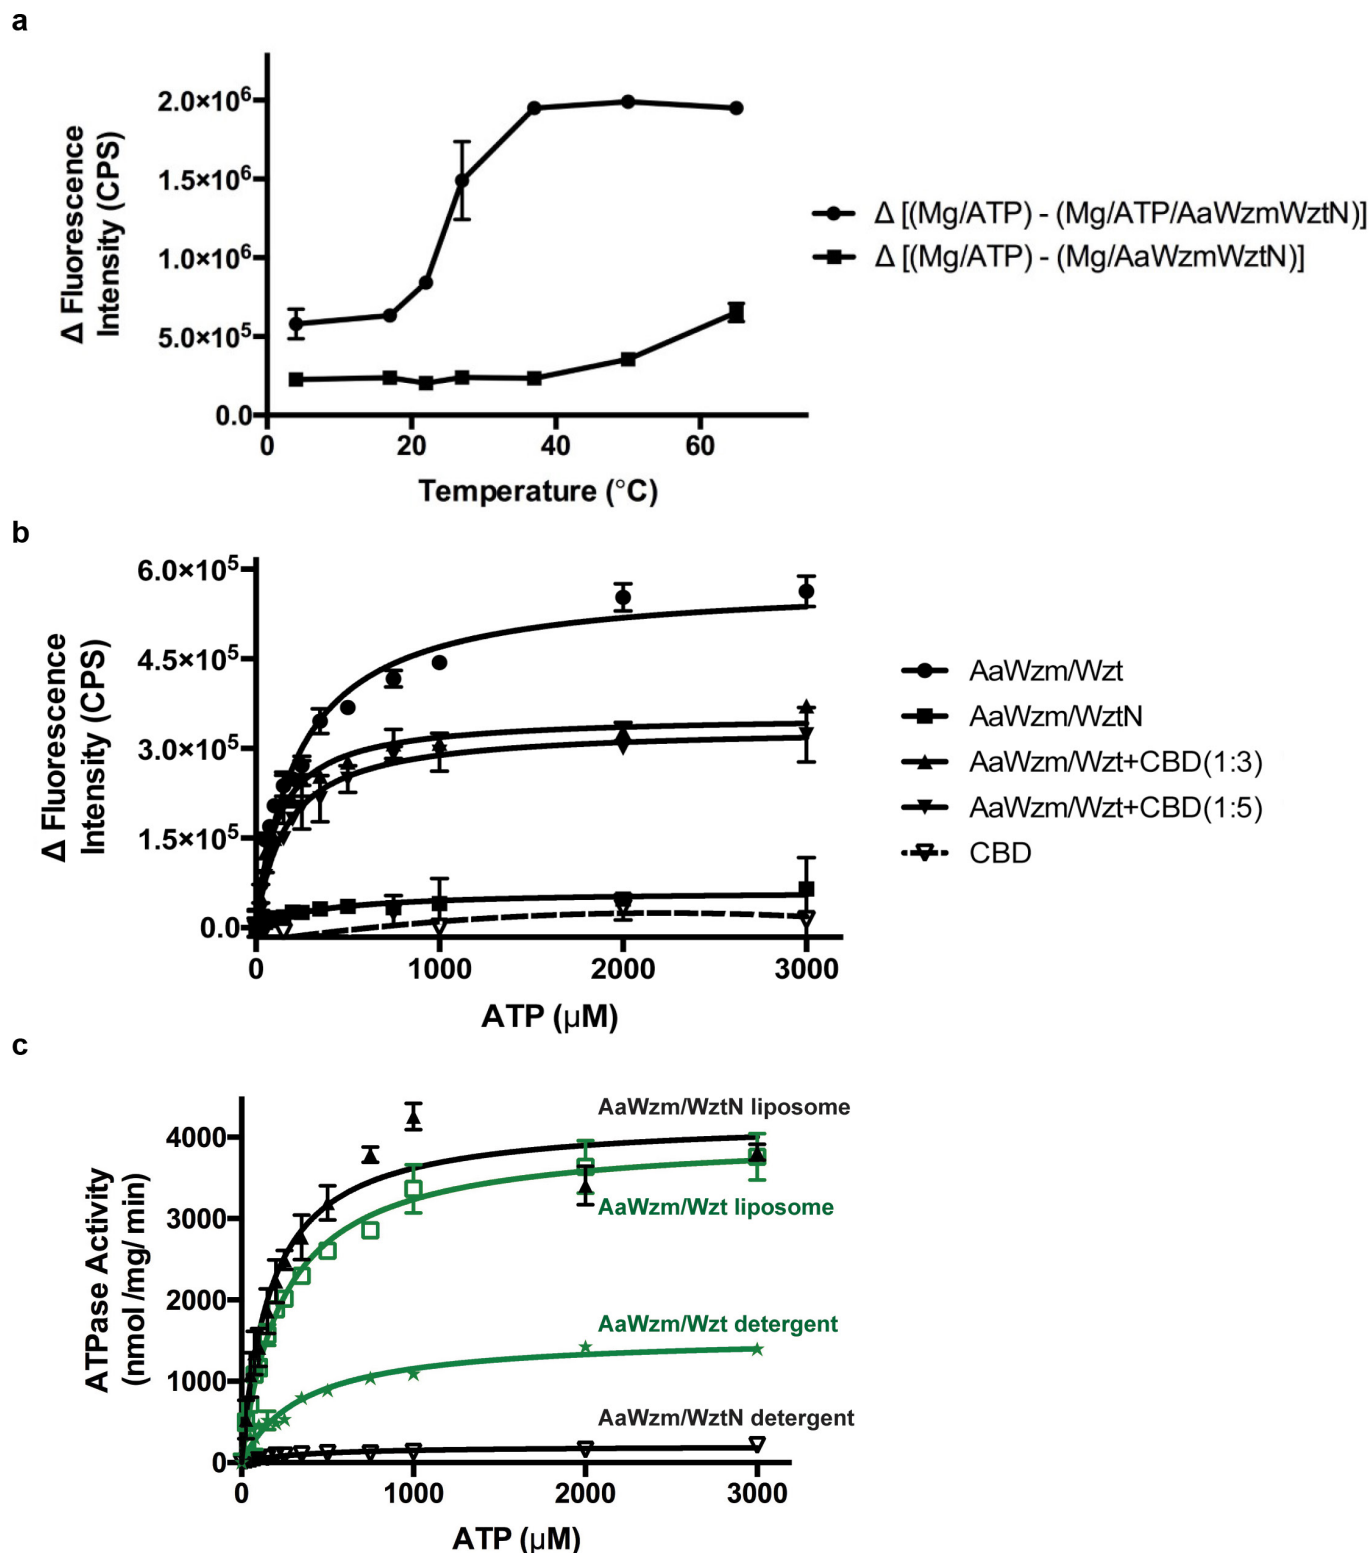 a
Δ Fluorescence
Intensity (CPS)
2.0×10⁶
1.5×10⁶
1.0×10⁶
5.0×10⁵
0.0
0 20 40 60
Temperature (°C)
Δ [(Mg/ATP) - (Mg/ATP/AaWzmWztN)]
Δ [(Mg/ATP) - (Mg/AaWzmWztN)]
b
Δ Fluorescence
Intensity (CPS)
6.0×10⁵
4.5×10⁵
3.0×10⁵
1.5×10⁵
0.0
0 1000 2000 3000
ATP (µM)
AaWzm/Wzt
AaWzm/WztN
AaWzm/Wzt+CBD(1:3)
AaWzm/Wzt+CBD(1:5)
CBD
c
ATPase Activity
(nmol /mg/ min)
4000
3000
2000
1000
0
0 1000 2000 3000
ATP (µM)
AaWzm/WztN liposome
AaWzm/Wzt liposome
AaWzm/Wzt detergent
AaWzm/WztN detergent